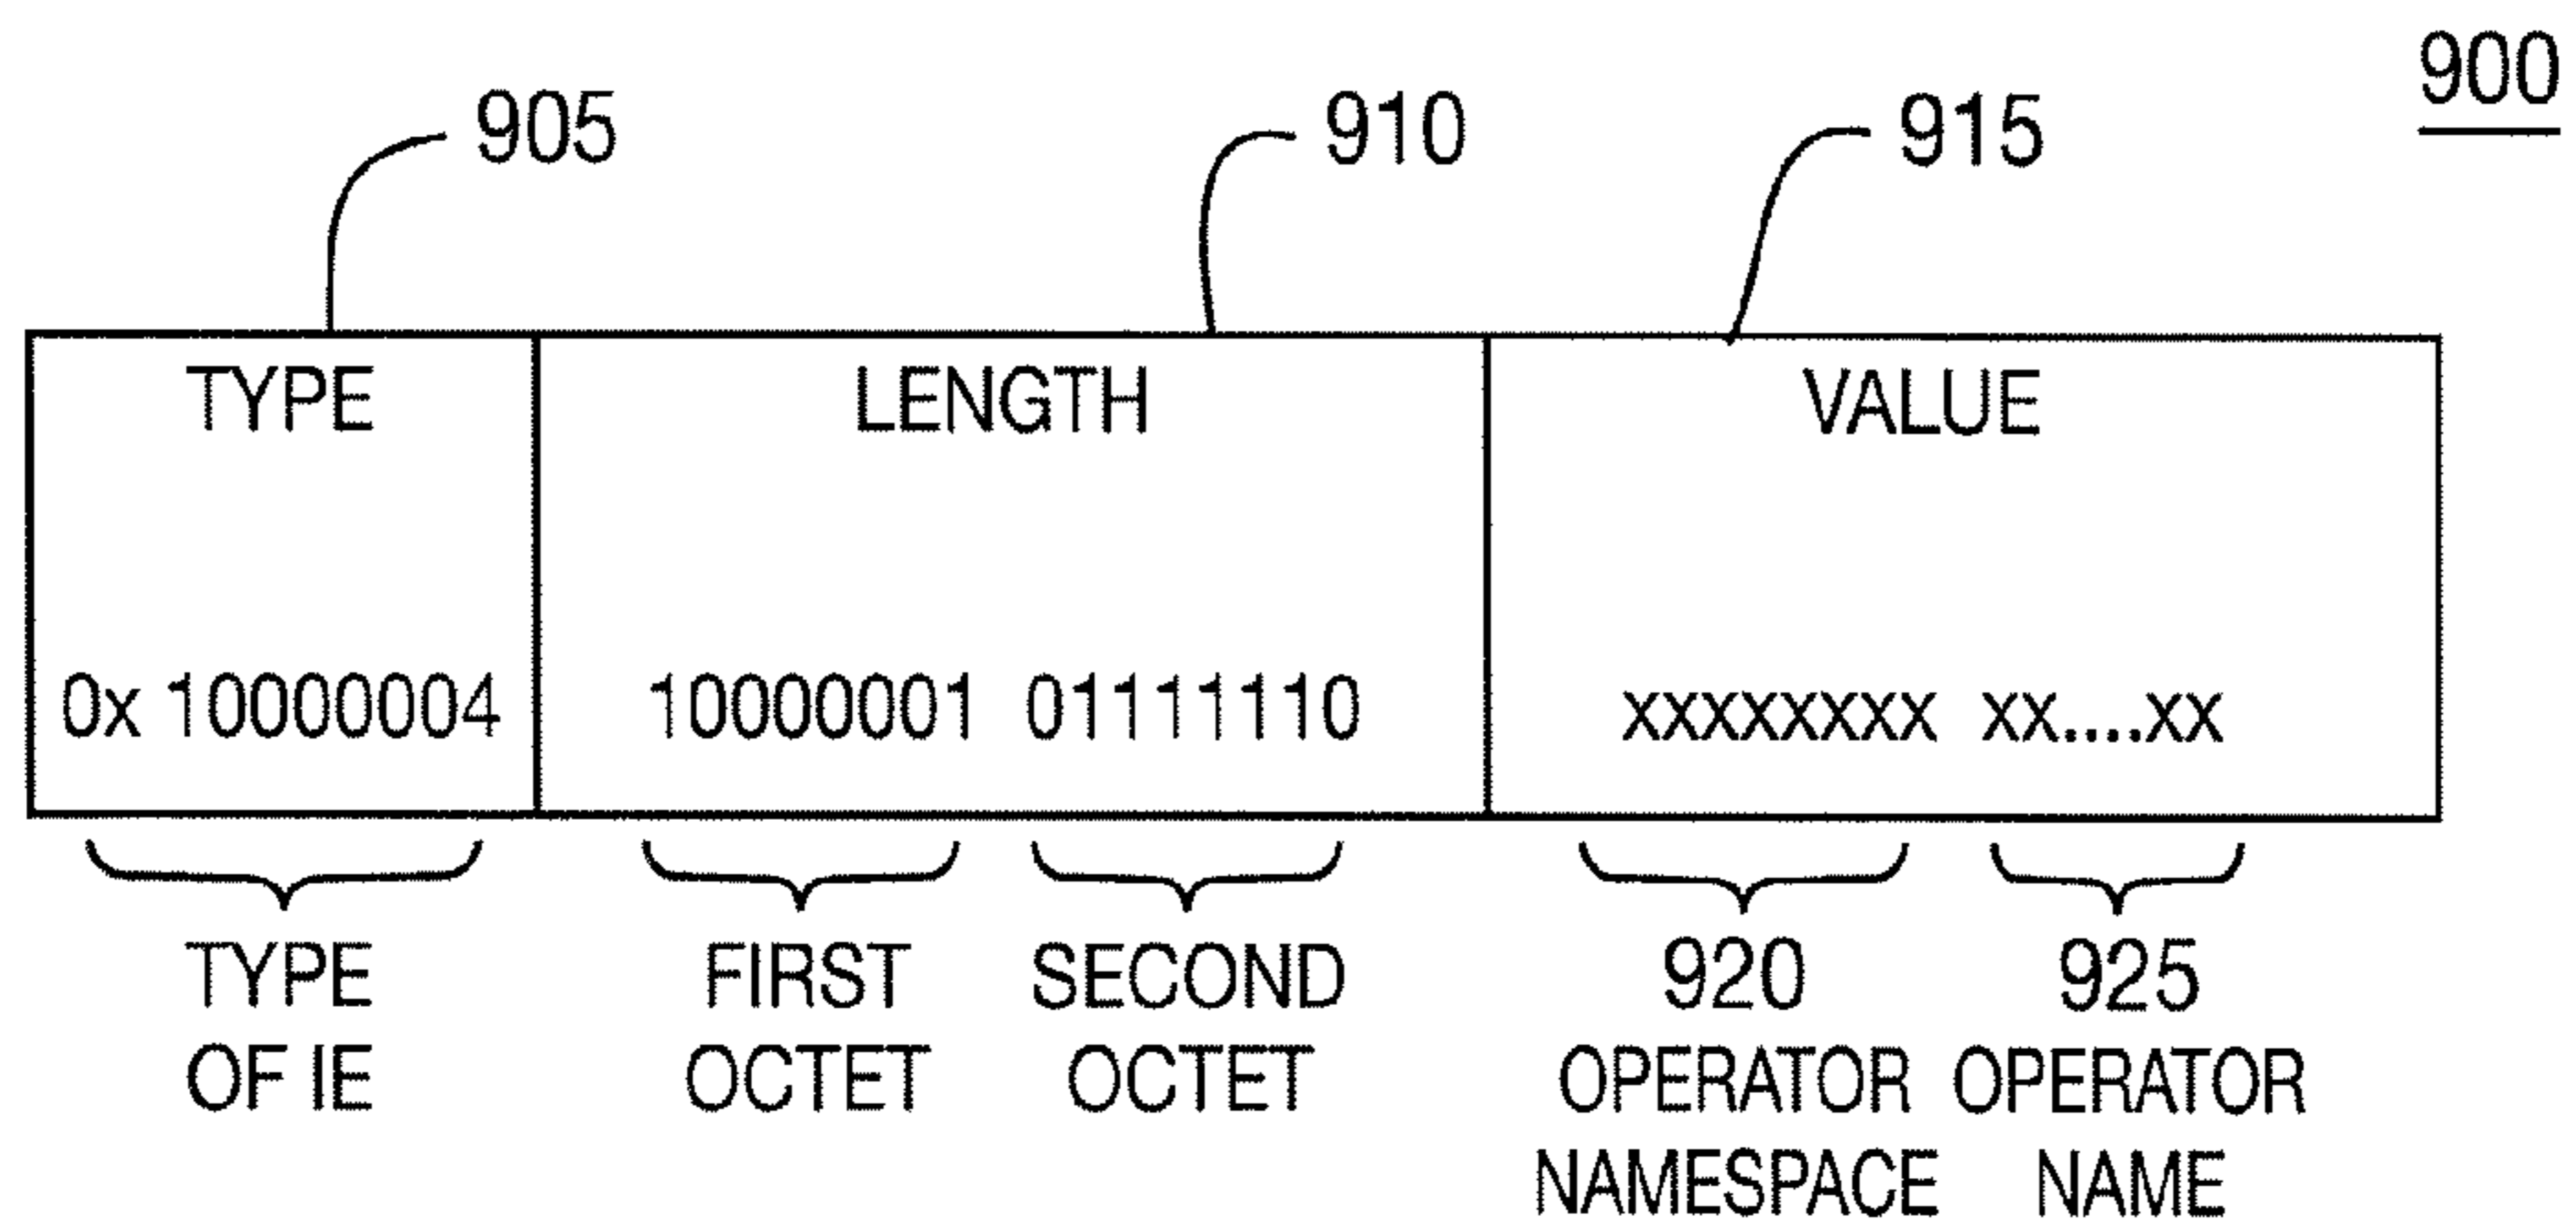 900
905 910 915
TYPE LENGTH VALUE
0x 10000004 10000001 01111110 xxxxxxxx xx....xx
TYPE OF IE
FIRST OCTET
SECOND OCTET
920 OPERATOR NAMESPACE
925 OPERATOR NAME